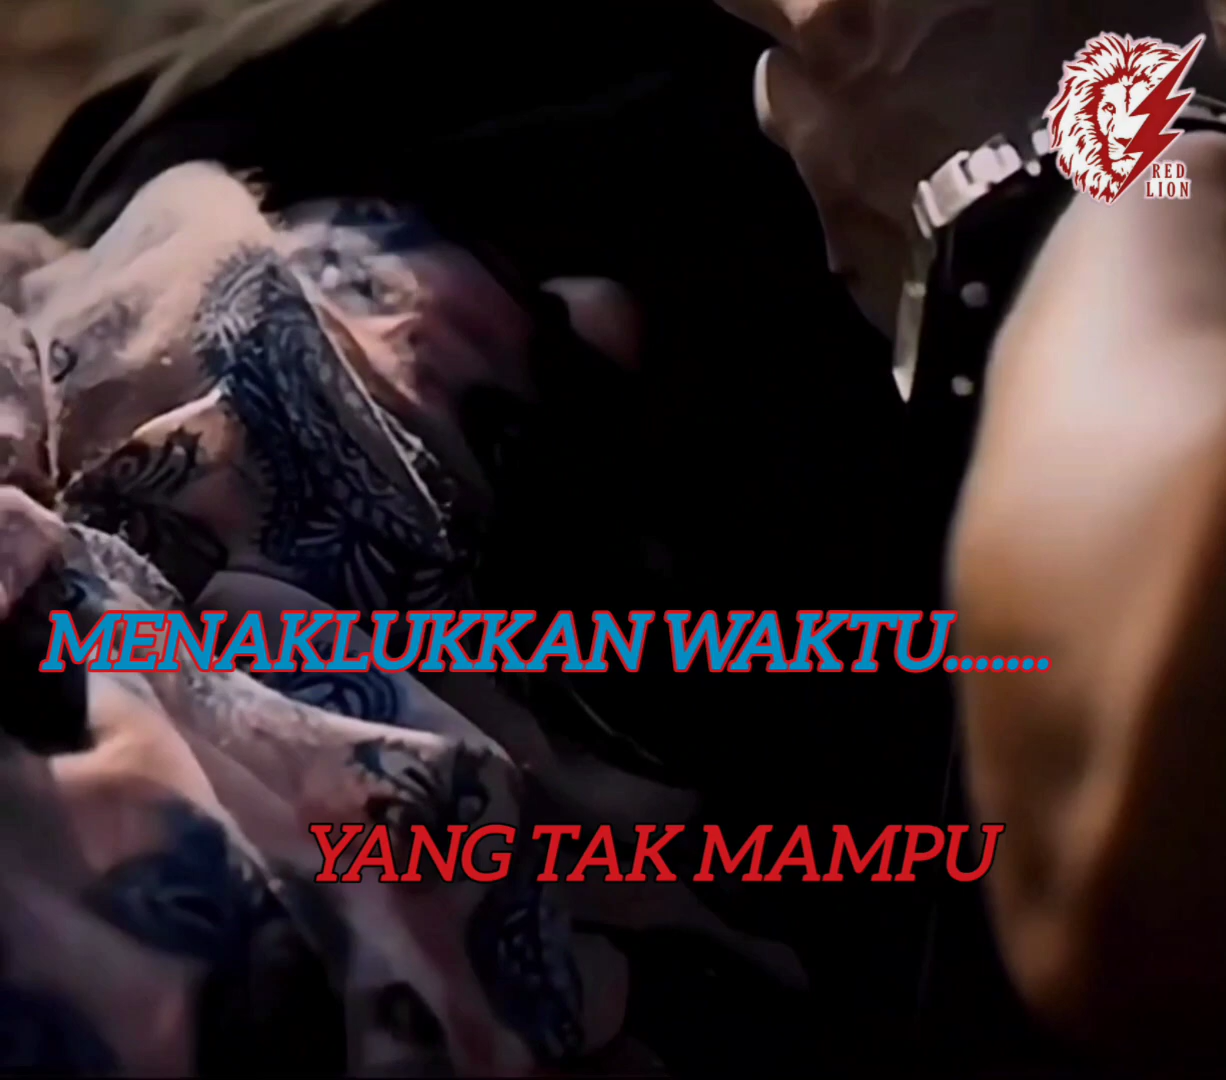 RED
LION
MENAKLUKKAN WAKTU.......
YANG TAK MAMPU